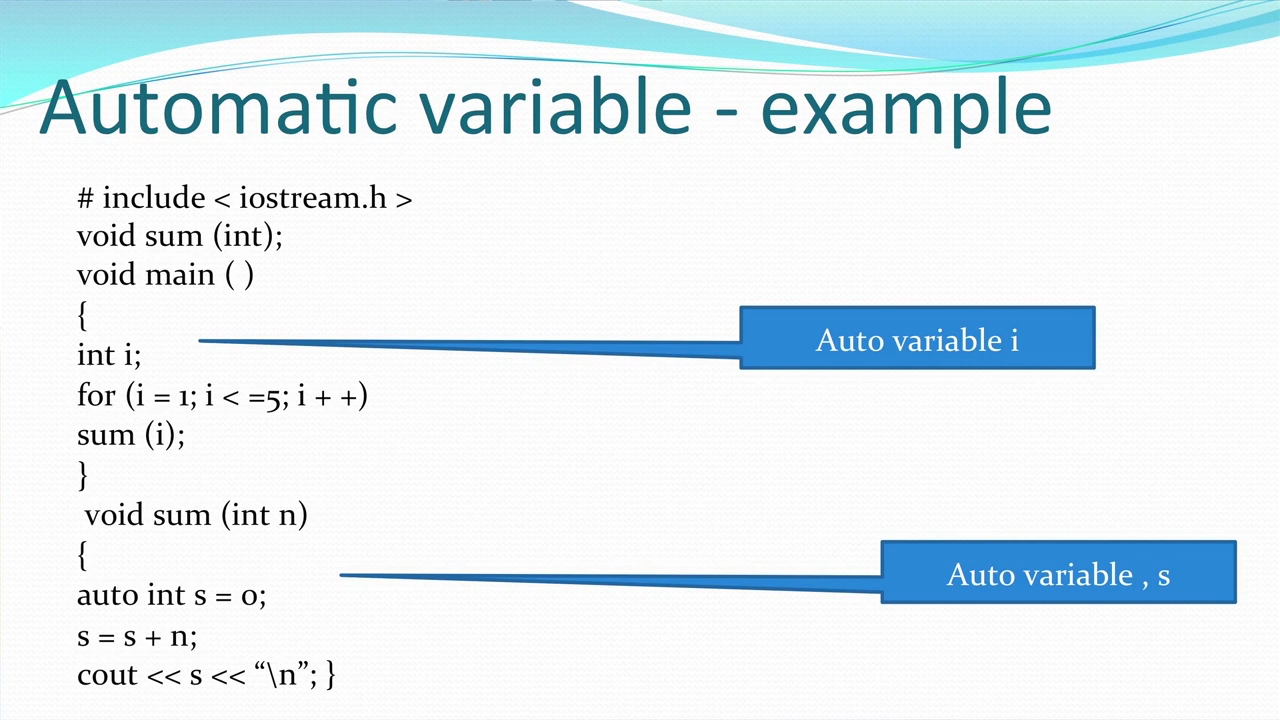 Automatic variable - example
# include < iostream.h >
void sum (int);
void main ( )
{
int i;
Auto variable i
for (i = 1; i < =5; i + +)
sum (i);
}
void sum (int n)
{
auto int s = 0;
Auto variable , s
s = s + n;
cout << s << “\n”; }